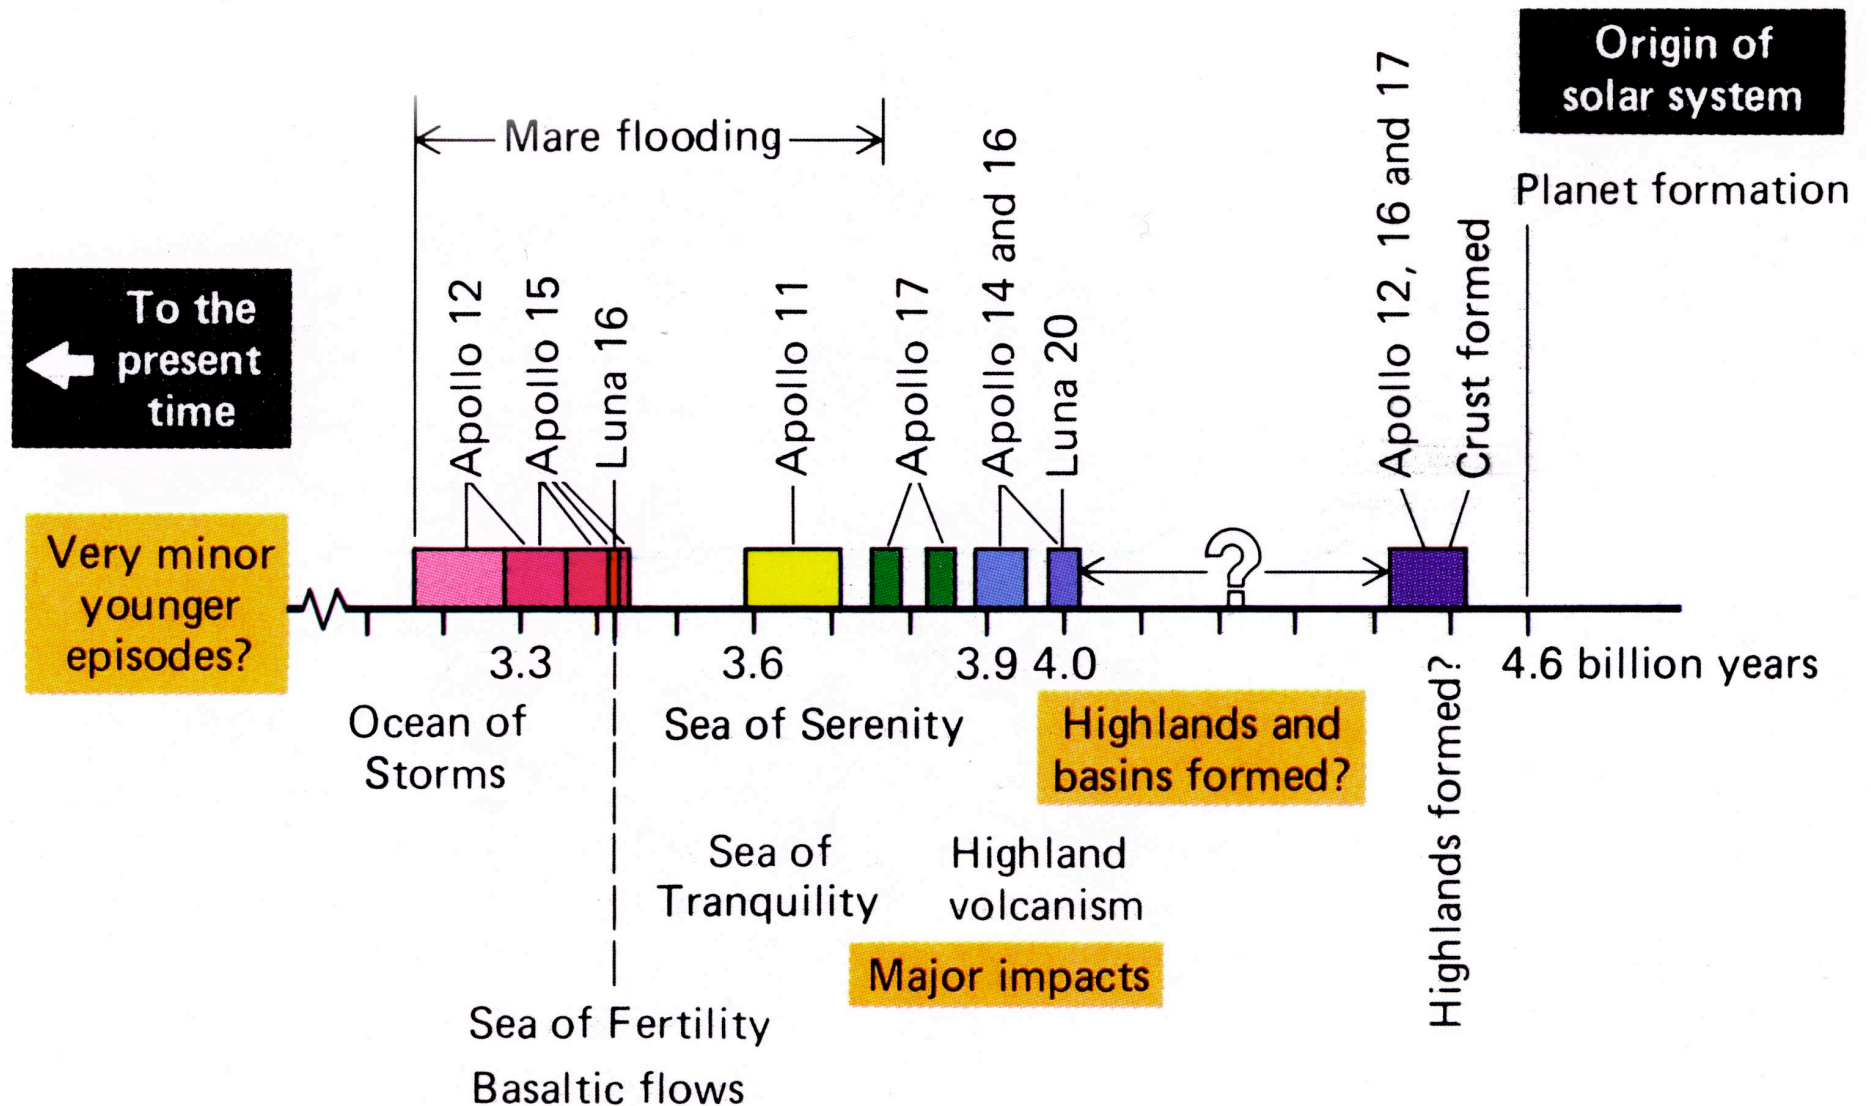 Origin of
solar system
Planet formation
Mare flooding
To the
present
time
Very minor
younger
episodes?
Apollo 12
Apollo 15
Luna 16
Apollo 11
Apollo 17
Apollo 14 and 16
Luna 20
?
Apollo 12, 16 and 17
Crust formed
3.3
3.6
3.9
4.0
4.6 billion years
Ocean of
Storms
Sea of Serenity
Highlands and
basins formed?
Highlands formed?
Sea of
Tranquility
Highland
volcanism
Major impacts
Sea of Fertility
Basaltic flows